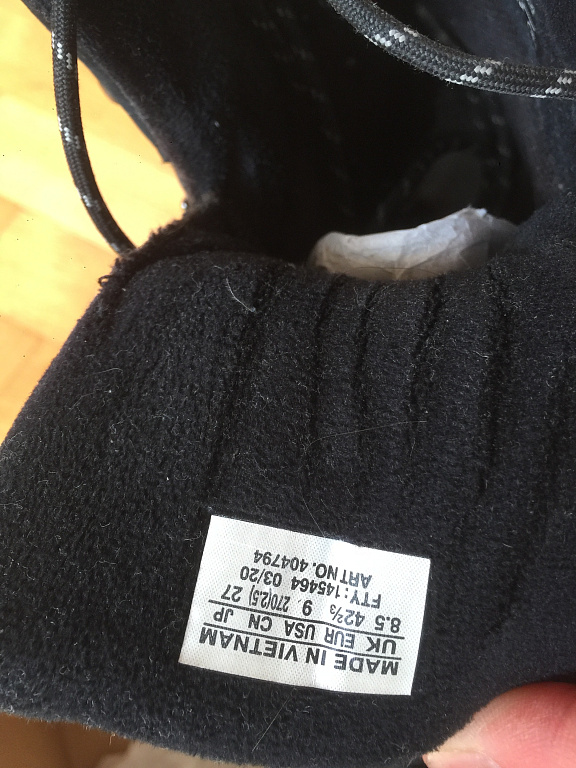 MADE IN VIETNAM
UK EUR USA CN JP
8.5 42⅔ 9 270(2.5) 27
FTY: 145464 03/20
ART NO. 404794